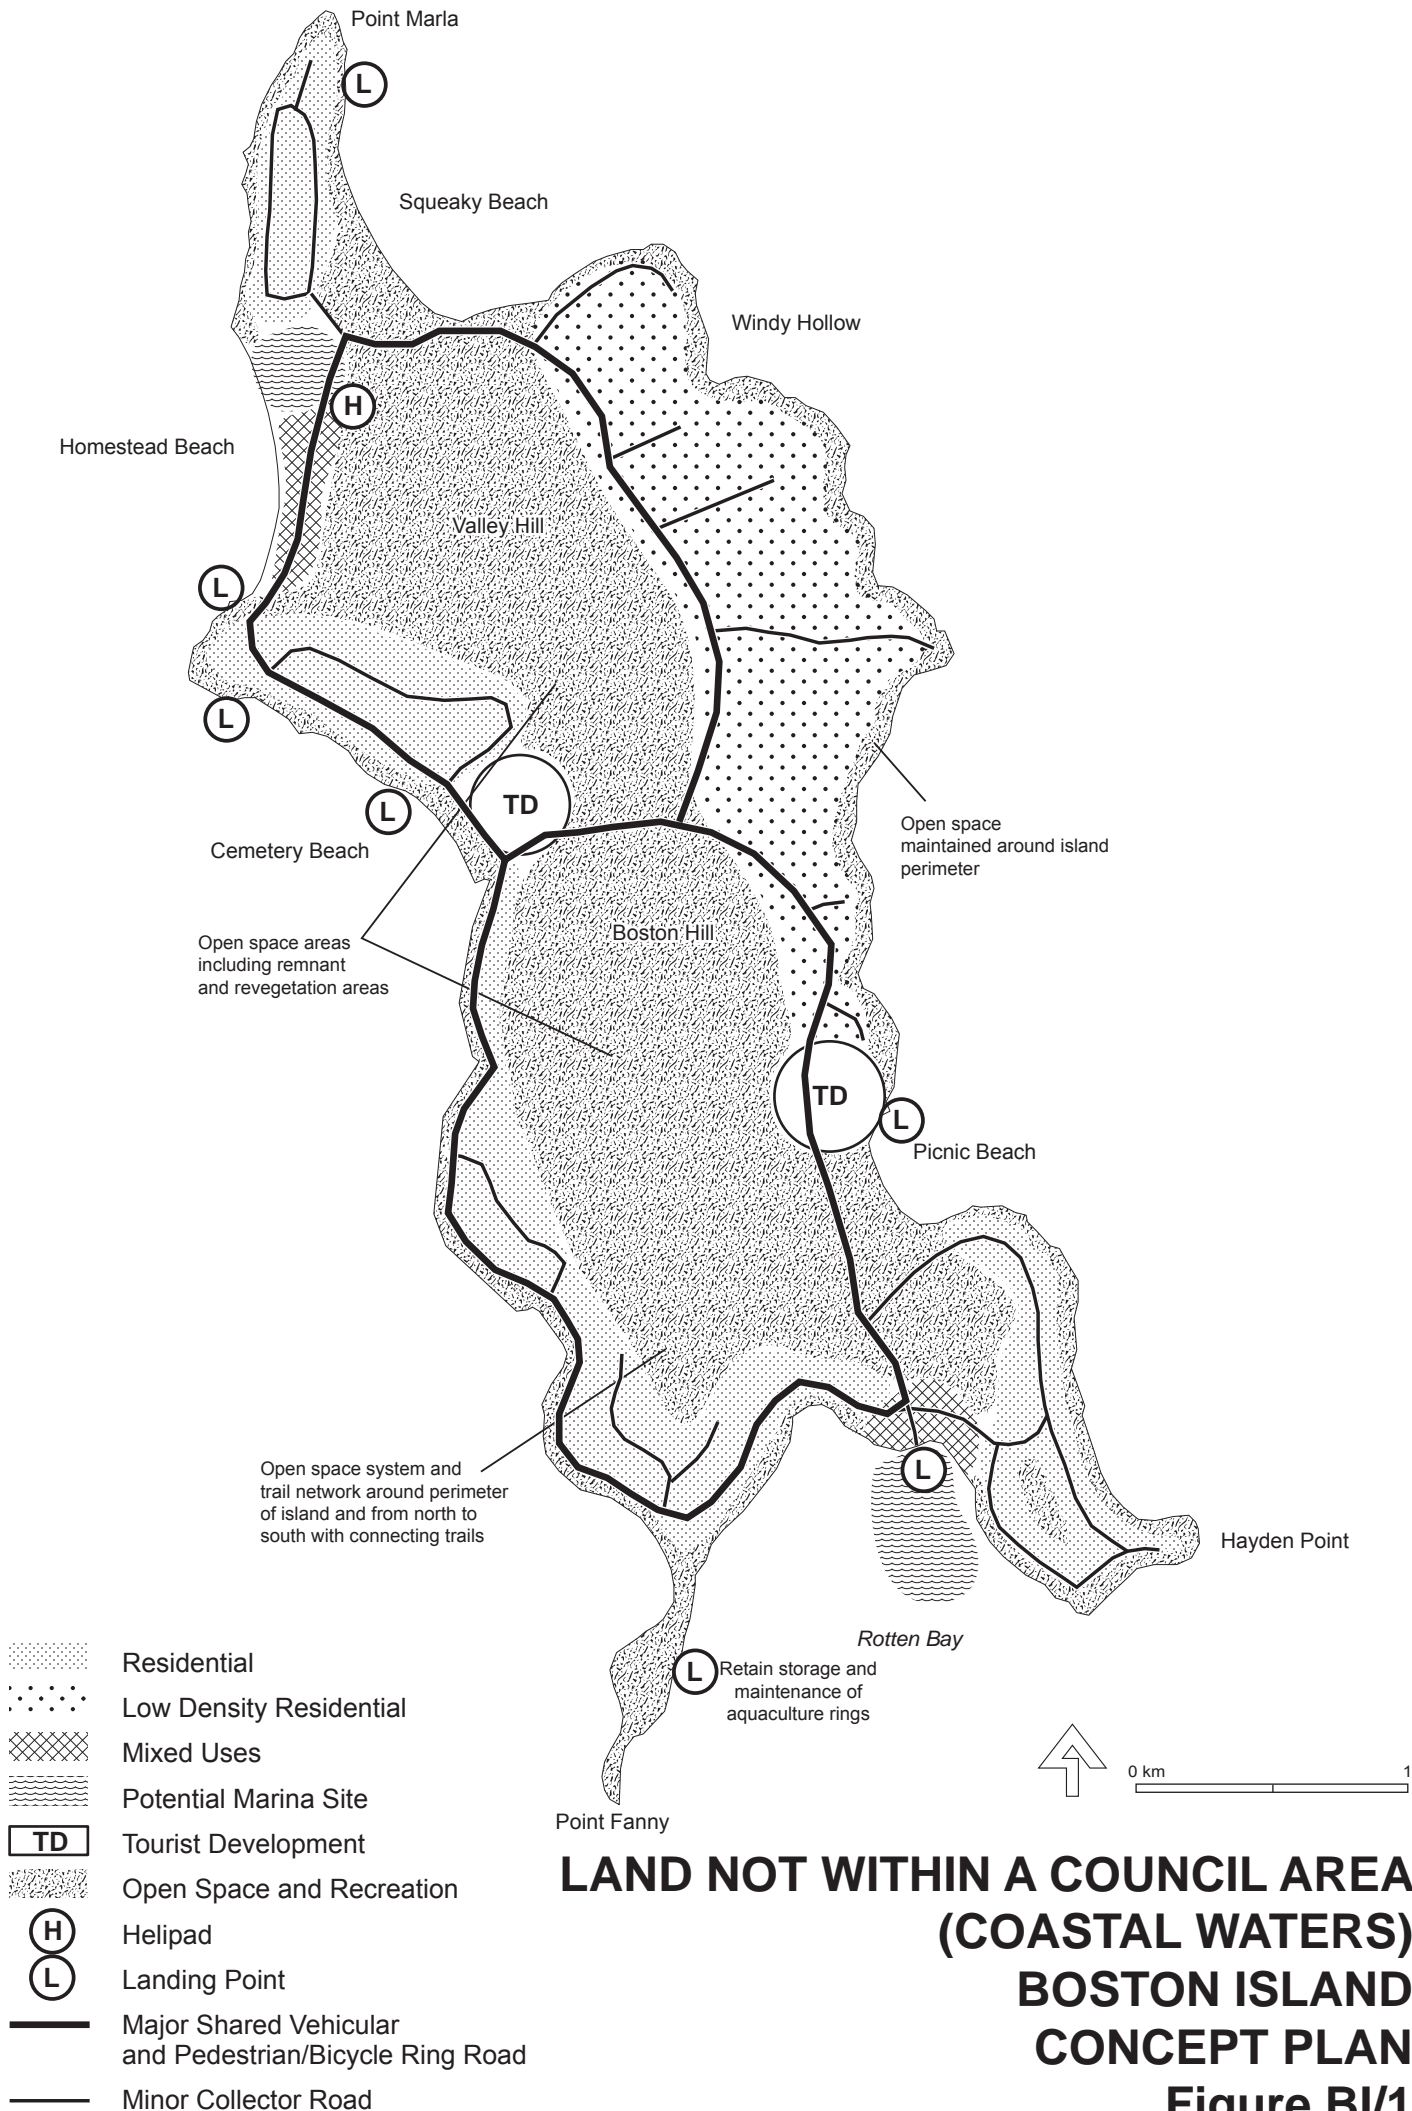 Point Marla
L
Squeaky Beach
Windy Hollow
H
Homestead Beach
Valley Hill
L
L
TD
L
Open space
maintained around island
perimeter
Cemetery Beach
Boston Hill
Open space areas
including remnant
and revegetation areas
TD
L
Picnic Beach
Open space system and
trail network around perimeter
of island and from north to
south with connecting trails
L
Hayden Point
Rotten Bay
L
Retain storage and
maintenance of
aquaculture rings
Point Fanny
0 km 1
Residential
Low Density Residential
Mixed Uses
Potential Marina Site
TD Tourist Development
Open Space and Recreation
H Helipad
L Landing Point
Major Shared Vehicular
and Pedestrian/Bicycle Ring Road
Minor Collector Road
LAND NOT WITHIN A COUNCIL AREA
(COASTAL WATERS)
BOSTON ISLAND
CONCEPT PLAN
Figure BI/1